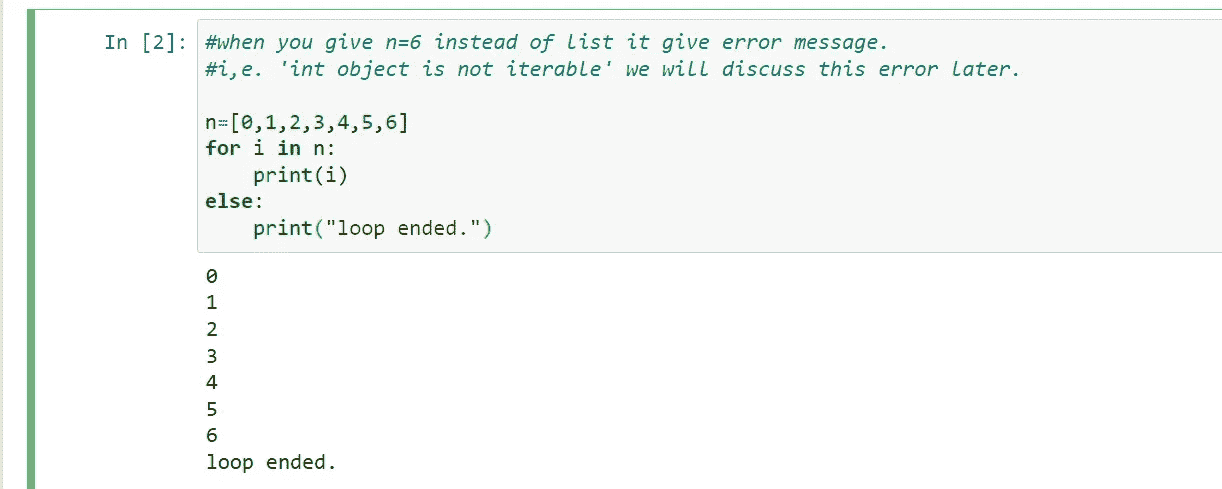 In [2]: #when you give n=6 instead of list it give error message.
#i,e. 'int object is not iterable' we will discuss this error later.
n=[0,1,2,3,4,5,6]
for i in n:
    print(i)
else:
    print("loop ended.")
0
1
2
3
4
5
6
loop ended.